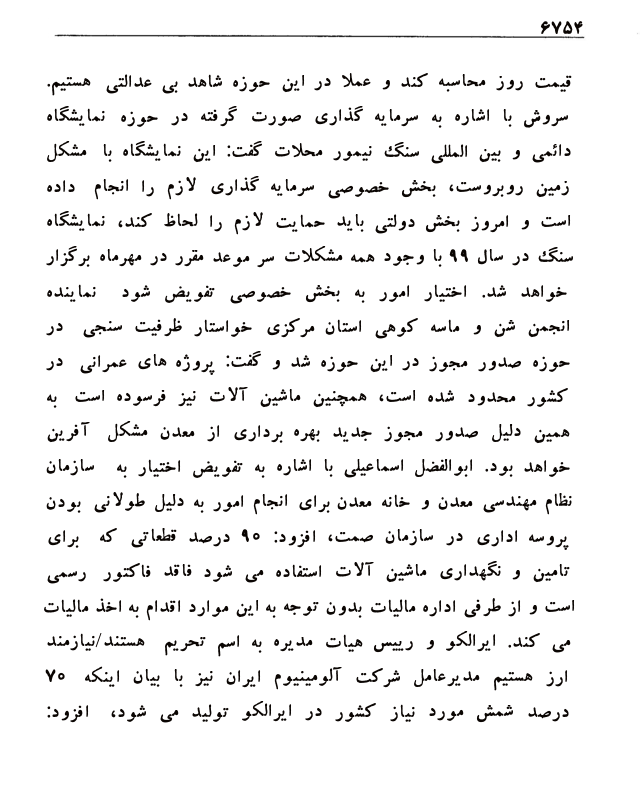 ۶۷۵۴
قیمت روز محاسبه کند و عملا در این حوزه شاهد بی عدالتی هستیم.
سروش با اشاره به سرمایه گذاری صورت گرفته در حوزه نمایشگاه
دائمی و بین المللی سنگ نیمور محلات گفت: این نمایشگاه با مشکل
زمین روبروست، بخش خصوصی سرمایه گذاری لازم را انجام داده
است و امروز بخش دولتی باید حمایت لازم را لحاظ کند، نمایشگاه
سنگ در سال ۹۹ با وجود همه مشکلات سر موعد مقرر در مهرماه برگزار
خواهد شد. اختیار امور به بخش خصوصی تفویض شود نماینده
انجمن شن و ماسه کوهی استان مرکزی خواستار ظرفیت سنجی در
حوزه صدور مجوز در این حوزه شد و گفت: پروژه های عمرانی در
کشور محدود شده است، همچنین ماشین آلات نیز فرسوده است به
همین دلیل صدور مجوز جدید بهره برداری از معدن مشکل آفرین
خواهد بود. ابوالفضل اسماعیلی با اشاره به تفویض اختیار به سازمان
نظام مهندسی معدن و خانه معدن برای انجام امور به دلیل طولانی بودن
پروسه اداری در سازمان صمت، افزود: ۹۰ درصد قطعاتی که برای
تامین و نگهداری ماشین آلات استفاده می شود فاقد فاکتور رسمی
است و از طرفی اداره مالیات بدون توجه به این موارد اقدام به اخذ مالیات
می کند. ایرالکو و رییس هیات مدیره به اسم تحریم هستند/نیازمند
ارز هستیم مدیرعامل شرکت آلومینیوم ایران نیز با بیان اینکه ۷۰
درصد شمش مورد نیاز کشور در ایرالکو تولید می شود، افزود: